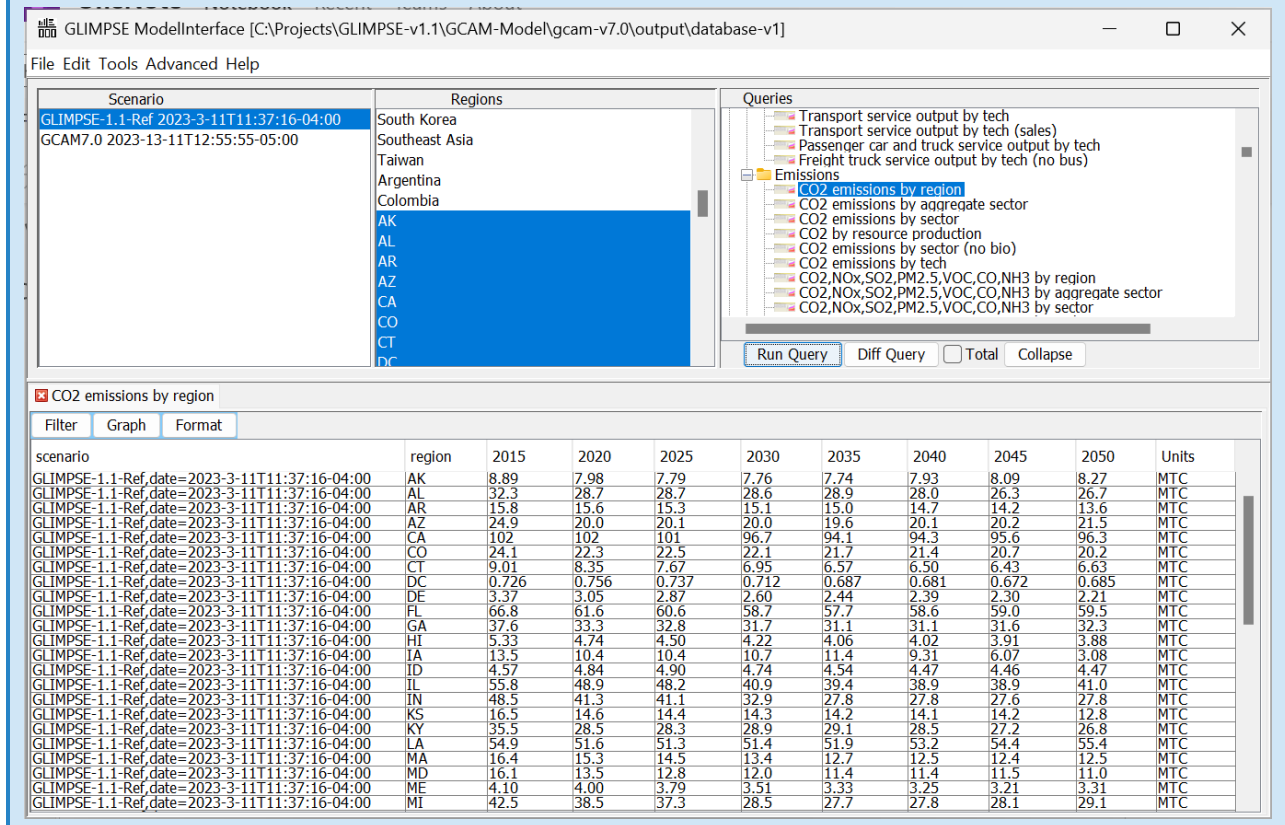 GLIMPSE ModelInterface [C:\Projects\GLIMPSE-v1.1\GCAM-Model\gcam-v7.0\output\database-v1]
File Edit Tools Advanced Help
Scenario
GLIMPSE-1.1-Ref 2023-3-11T11:37:16-04:00
GCAM7.0 2023-13-11T12:55:55-05:00
Regions
South Korea
Southeast Asia
Taiwan
Argentina
Colombia
AK
AL
AR
AZ
CA
CO
CT
DC
Queries
Transport service output by tech
Transport service output by tech (sales)
Passenger car and truck service output by tech
Freight truck service output by tech (no bus)
Emissions
CO2 emissions by region
CO2 emissions by aggregate sector
CO2 emissions by sector
CO2 by resource production
CO2 emissions by sector (no bio)
CO2 emissions by tech
CO2,NOx,SO2,PM2.5,VOC,CO,NH3 by region
CO2,NOx,SO2,PM2.5,VOC,CO,NH3 by aggregate sector
CO2,NOx,SO2,PM2.5,VOC,CO,NH3 by sector
Run Query Diff Query Total Collapse
CO2 emissions by region
Filter Graph Format
scenario region 2015 2020 2025 2030 2035 2040 2045 2050 Units
GLIMPSE-1.1-Ref,date=2023-3-11T11:37:16-04:00 AK 8.89 7.98 7.79 7.76 7.74 7.93 8.09 8.27 MTC
GLIMPSE-1.1-Ref,date=2023-3-11T11:37:16-04:00 AL 32.3 28.7 28.7 28.6 28.9 28.0 26.3 26.7 MTC
GLIMPSE-1.1-Ref,date=2023-3-11T11:37:16-04:00 AR 15.8 15.6 15.3 15.1 15.0 14.7 14.2 13.6 MTC
GLIMPSE-1.1-Ref,date=2023-3-11T11:37:16-04:00 AZ 24.9 20.0 20.1 20.0 19.6 20.1 20.2 21.5 MTC
GLIMPSE-1.1-Ref,date=2023-3-11T11:37:16-04:00 CA 102 102 101 96.7 94.1 94.3 95.6 96.3 MTC
GLIMPSE-1.1-Ref,date=2023-3-11T11:37:16-04:00 CO 24.1 22.3 22.5 22.1 21.7 21.4 20.7 20.2 MTC
GLIMPSE-1.1-Ref,date=2023-3-11T11:37:16-04:00 CT 9.01 8.35 7.67 6.95 6.57 6.50 6.43 6.63 MTC
GLIMPSE-1.1-Ref,date=2023-3-11T11:37:16-04:00 DC 0.726 0.756 0.737 0.712 0.687 0.681 0.672 0.685 MTC
GLIMPSE-1.1-Ref,date=2023-3-11T11:37:16-04:00 DE 3.37 3.05 2.87 2.60 2.44 2.39 2.30 2.21 MTC
GLIMPSE-1.1-Ref,date=2023-3-11T11:37:16-04:00 FL 66.8 61.6 60.6 58.7 57.7 58.6 59.0 59.5 MTC
GLIMPSE-1.1-Ref,date=2023-3-11T11:37:16-04:00 GA 37.6 33.3 32.8 31.7 31.1 31.1 31.6 32.3 MTC
GLIMPSE-1.1-Ref,date=2023-3-11T11:37:16-04:00 HI 5.33 4.74 4.50 4.22 4.06 4.02 3.91 3.88 MTC
GLIMPSE-1.1-Ref,date=2023-3-11T11:37:16-04:00 IA 13.5 10.4 10.4 10.7 11.4 9.31 6.07 3.08 MTC
GLIMPSE-1.1-Ref,date=2023-3-11T11:37:16-04:00 ID 4.57 4.84 4.90 4.74 4.54 4.47 4.46 4.47 MTC
GLIMPSE-1.1-Ref,date=2023-3-11T11:37:16-04:00 IL 55.8 48.9 48.2 40.9 39.4 38.9 38.9 41.0 MTC
GLIMPSE-1.1-Ref,date=2023-3-11T11:37:16-04:00 IN 48.5 41.3 41.1 32.9 27.8 27.8 27.6 27.8 MTC
GLIMPSE-1.1-Ref,date=2023-3-11T11:37:16-04:00 KS 16.5 14.6 14.4 14.3 14.2 14.1 14.2 12.8 MTC
GLIMPSE-1.1-Ref,date=2023-3-11T11:37:16-04:00 KY 35.5 28.5 28.3 28.9 29.1 28.5 27.2 26.8 MTC
GLIMPSE-1.1-Ref,date=2023-3-11T11:37:16-04:00 LA 54.9 51.6 51.3 51.4 51.9 53.2 54.4 55.4 MTC
GLIMPSE-1.1-Ref,date=2023-3-11T11:37:16-04:00 MA 16.4 15.3 14.5 13.4 12.7 12.5 12.4 12.5 MTC
GLIMPSE-1.1-Ref,date=2023-3-11T11:37:16-04:00 MD 16.1 13.5 12.8 12.0 11.4 11.4 11.5 11.0 MTC
GLIMPSE-1.1-Ref,date=2023-3-11T11:37:16-04:00 ME 4.10 4.00 3.79 3.51 3.33 3.25 3.21 3.31 MTC
GLIMPSE-1.1-Ref,date=2023-3-11T11:37:16-04:00 MI 42.5 38.5 37.3 28.5 27.7 27.8 28.1 29.1 MTC